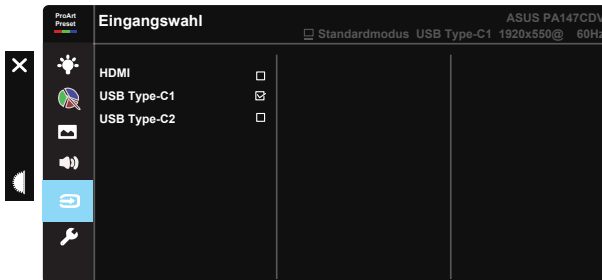 ProArt
Preset
Eingangswahl
ASUS PA147CDV
Standardmodus USB Type-C1 1920x550@ 60Hz
HDMI
USB Type-C1
USB Type-C2